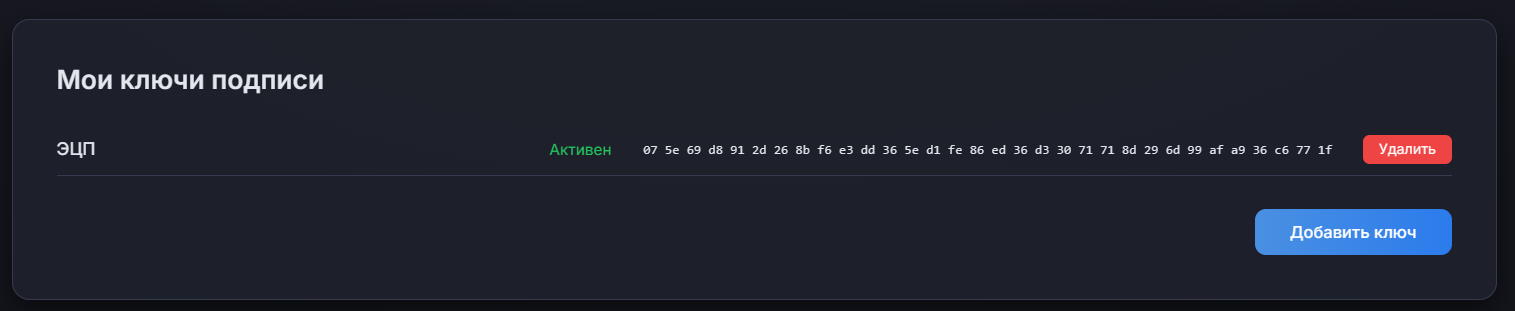 Мои ключи подписи
ЭЦП Активен 07 5e 69 d8 91 2d 26 8b f6 e3 dd 36 5e d1 fe 86 ed 36 d3 30 71 71 8d 29 6d 99 af a9 36 c6 77 1f Удалить
Добавить ключ